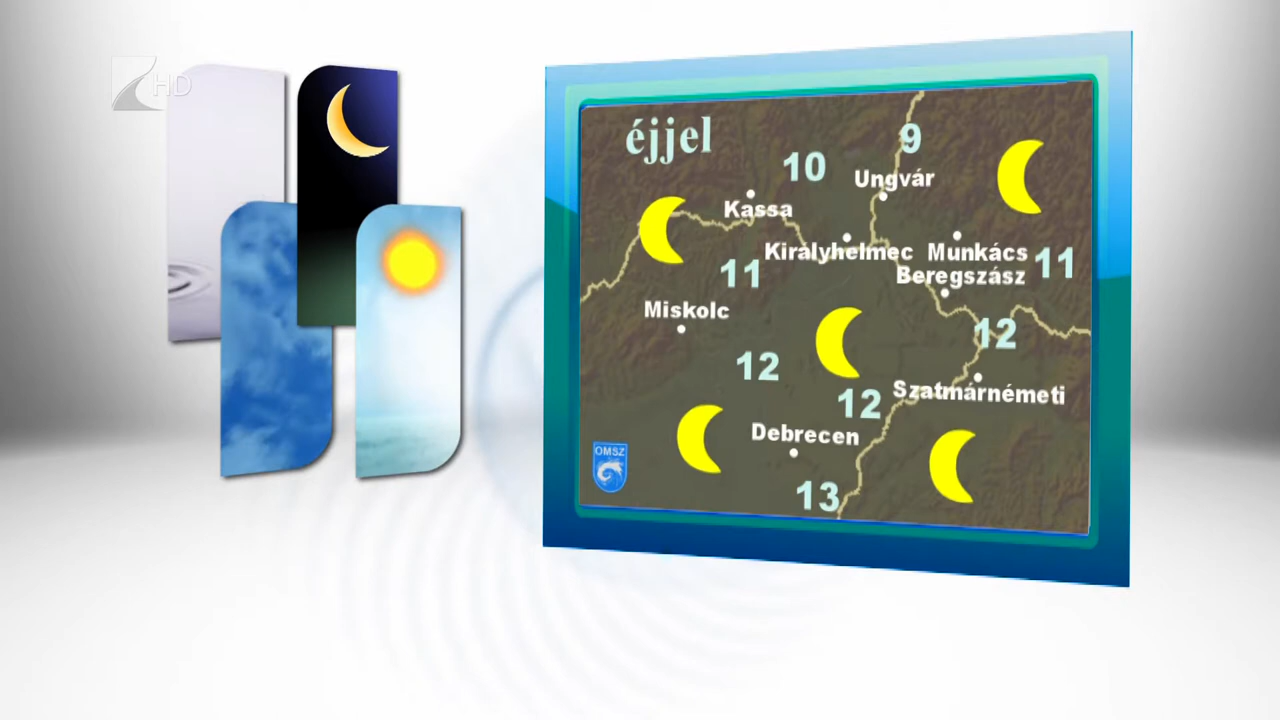 HD
éjjel
9
10
Ungvár
Kassa
Királyhelmec
Munkács
11
11
Beregszász
Miskolc
12
12
Szatmárnémeti
12
Debrecen
OMSZ
13